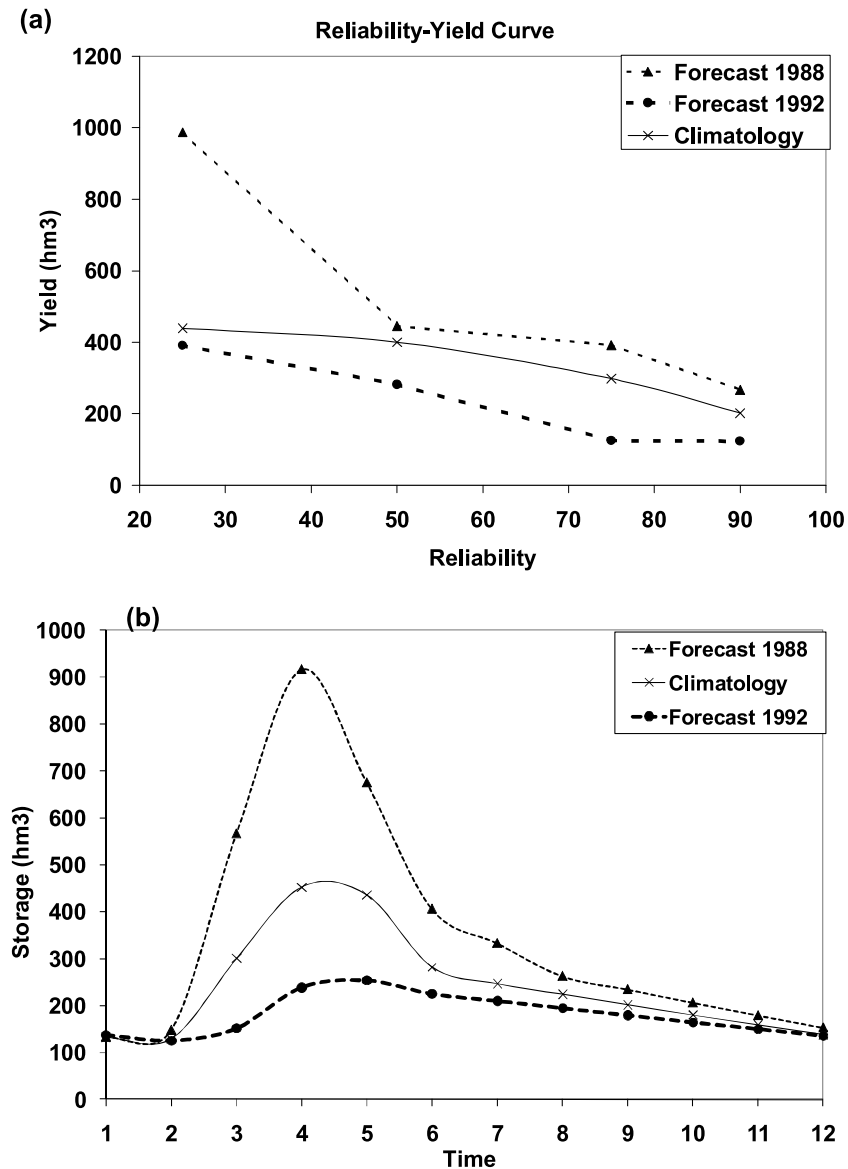 (a)
Reliability-Yield Curve
1200
1000
800
600
400
200
0
Yield (hm3)
Forecast 1988
Forecast 1992
Climatology
20 30 40 50 60 70 80 90 100
Reliability
(b)
1000
900
800
700
600
500
400
300
200
100
0
Storage (hm3)
Forecast 1988
Climatology
Forecast 1992
1 2 3 4 5 6 7 8 9 10 11 12
Time